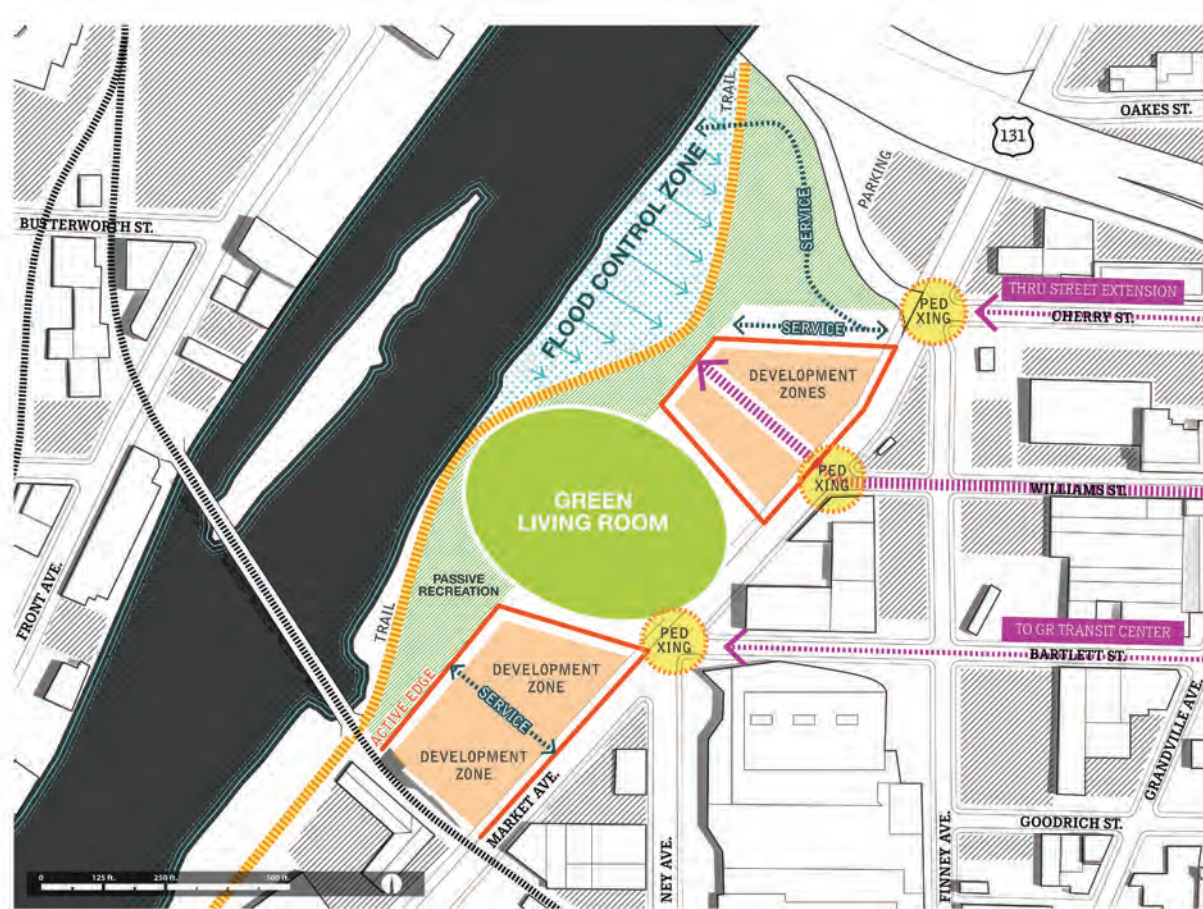 OAKES ST.
131
TRAIL
PARKING
FLOOD CONTROL ZONE
SERVICE
BUTTERWORTH ST.
THRU STREET EXTENSION
CHERRY ST.
PED
XING
SERVICE
DEVELOPMENT
ZONES
PED
XING
WILLIAMS ST.
GREEN
LIVING ROOM
PASSIVE
RECREATION
FRONT AVE.
TRAIL
PED
XING
TO GR TRANSIT CENTER
BARTLETT ST.
ACTIVE EDGE
DEVELOPMENT
ZONE
SERVICE
DEVELOPMENT
ZONE
MARKET AVE.
GRANDVILLE AVE.
GOODRICH ST.
NEY AVE.
FINNEY AVE.
0 125 ft. 250 ft. 500 ft.